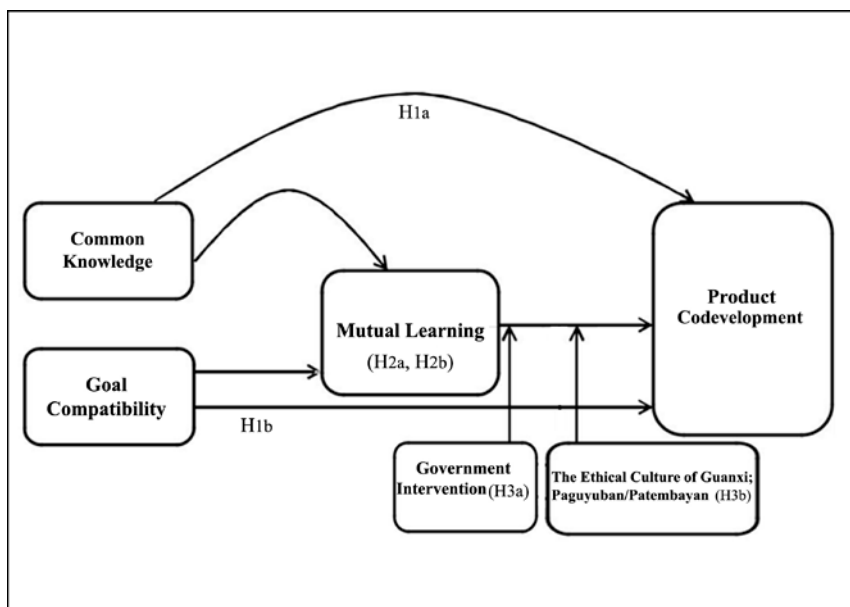 H1a
Common
Knowledge
Product
Codevelopment
Mutual Learning
(H2a, H2b)
Goal
Compatibility
H1b
Government
Intervention (H3a)
The Ethical Culture of Guanxi;
Paguyuban/Patembayan (H3b)